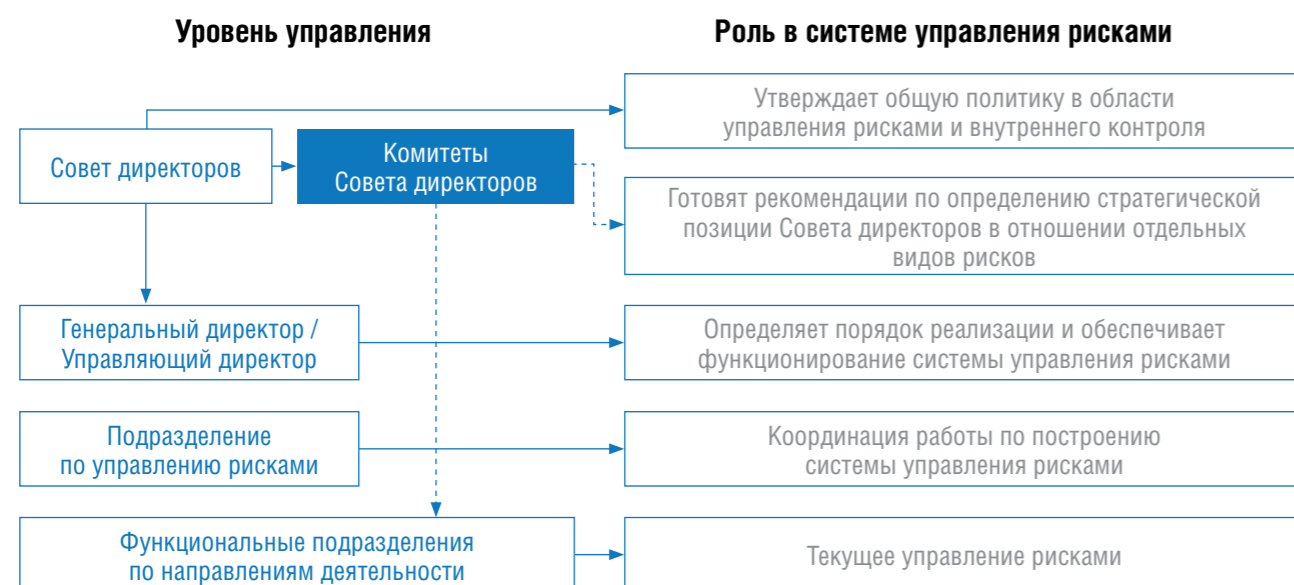 Уровень управления
Роль в системе управления рисками
Утверждает общую политику в области
управления рисками и внутреннего контроля
Совет директоров
Комитеты
Совета директоров
Готовят рекомендации по определению стратегической
позиции Совета директоров в отношении отдельных
видов рисков
Генеральный директор /
Управляющий директор
Определяет порядок реализации и обеспечивает
функционирование системы управления рисками
Подразделение
по управлению рисками
Координация работы по построению
системы управления рисками
Функциональные подразделения
по направлениям деятельности
Текущее управление рисками